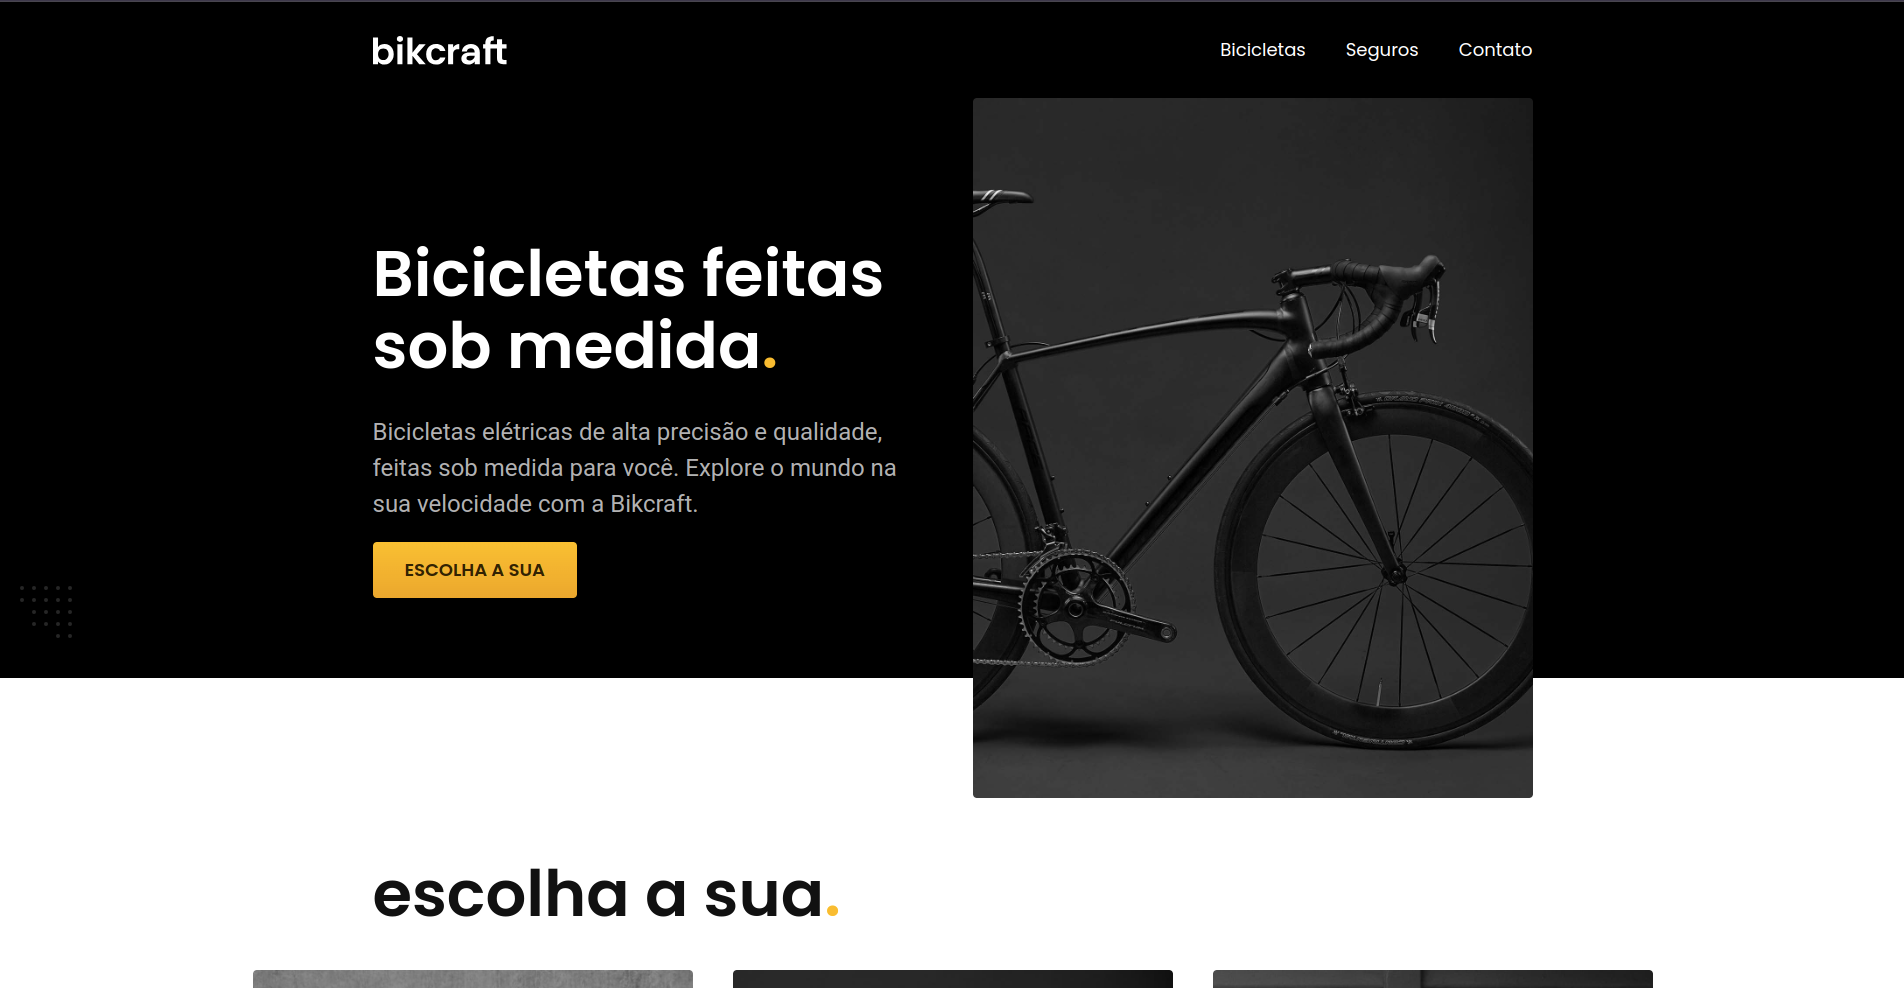 bikcraft
Bicicletas
Seguros
Contato
Bicicletas feitas
sob medida.
Bicicletas elétricas de alta precisão e qualidade,
feitas sob medida para você. Explore o mundo na
sua velocidade com a Bikcraft.
ESCOLHA A SUA
escolha a sua.